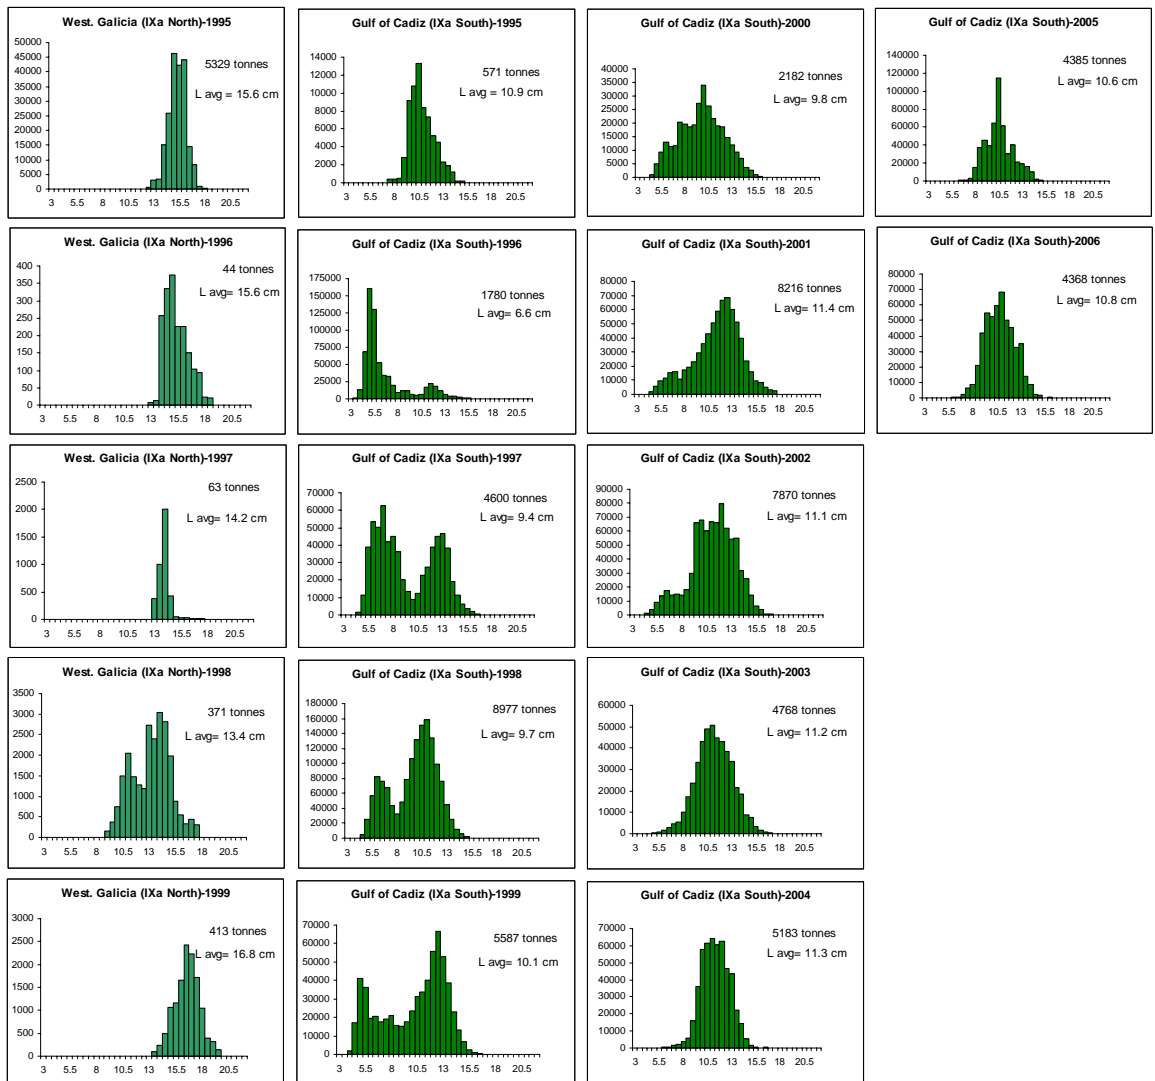 West. Galicia (IXa North)-1995
5329 tonnes
L avg = 15.6 cm
50000
45000
40000
35000
30000
25000
20000
15000
10000
5000
0
3 5.5 8 10.5 13 15.5 18 20.5
Gulf of Cadiz (IXa South)-1995
571 tonnes
L avg = 10.9 cm
14000
12000
10000
8000
6000
4000
2000
0
3 5.5 8 10.5 13 15.5 18 20.5
Gulf of Cadiz (IXa South)-2000
2182 tonnes
L avg= 9.8 cm
40000
35000
30000
25000
20000
15000
10000
5000
0
3 5.5 8 10.5 13 15.5 18 20.5
Gulf of Cadiz (IXa South)-2005
4385 tonnes
L avg= 10.6 cm
140000
120000
100000
80000
60000
40000
20000
0
3 5.5 8 10.5 13 15.5 18 20.5
West. Galicia (IXa North)-1996
44 tonnes
L avg= 15.6 cm
400
350
300
250
200
150
100
50
0
3 5.5 8 10.5 13 15.5 18 20.5
Gulf of Cadiz (IXa South)-1996
1780 tonnes
L avg= 6.6 cm
175000
150000
125000
100000
75000
50000
25000
0
3 5.5 8 10.5 13 15.5 18 20.5
Gulf of Cadiz (IXa South)-2001
8216 tonnes
L avg= 11.4 cm
80000
70000
60000
50000
40000
30000
20000
10000
0
3 5.5 8 10.5 13 15.5 18 20.5
Gulf of Cadiz (IXa South)-2006
4368 tonnes
L avg= 10.8 cm
80000
70000
60000
50000
40000
30000
20000
10000
0
3 5.5 8 10.5 13 15.5 18 20.5
West. Galicia (IXa North)-1997
63 tonnes
L avg= 14.2 cm
2500
2000
1500
1000
500
0
3 5.5 8 10.5 13 15.5 18 20.5
Gulf of Cadiz (IXa South)-1997
4600 tonnes
L avg= 9.4 cm
70000
60000
50000
40000
30000
20000
10000
0
3 5.5 8 10.5 13 15.5 18 20.5
Gulf of Cadiz (IXa South)-2002
7870 tonnes
L avg= 11.1 cm
90000
80000
70000
60000
50000
40000
30000
20000
10000
0
3 5.5 8 10.5 13 15.5 18 20.5
West. Galicia (IXa North)-1998
371 tonnes
L avg= 13.4 cm
3500
3000
2500
2000
1500
1000
500
0
3 5.5 8 10.5 13 15.5 18 20.5
Gulf of Cadiz (IXa South)-1998
8977 tonnes
L avg= 9.7 cm
180000
160000
140000
120000
100000
80000
60000
40000
20000
0
3 5.5 8 10.5 13 15.5 18 20.5
Gulf of Cadiz (IXa South)-2003
4768 tonnes
L avg= 11.2 cm
60000
50000
40000
30000
20000
10000
0
3 5.5 8 10.5 13 15.5 18 20.5
West. Galicia (IXa North)-1999
413 tonnes
L avg= 16.8 cm
3000
2500
2000
1500
1000
500
0
3 5.5 8 10.5 13 15.5 18 20.5
Gulf of Cadiz (IXa South)-1999
5587 tonnes
L avg= 10.1 cm
70000
60000
50000
40000
30000
20000
10000
0
3 5.5 8 10.5 13 15.5 18 20.5
Gulf of Cadiz (IXa South)-2004
5183 tonnes
L avg= 11.3 cm
70000
60000
50000
40000
30000
20000
10000
0
3 5.5 8 10.5 13 15.5 18 20.5